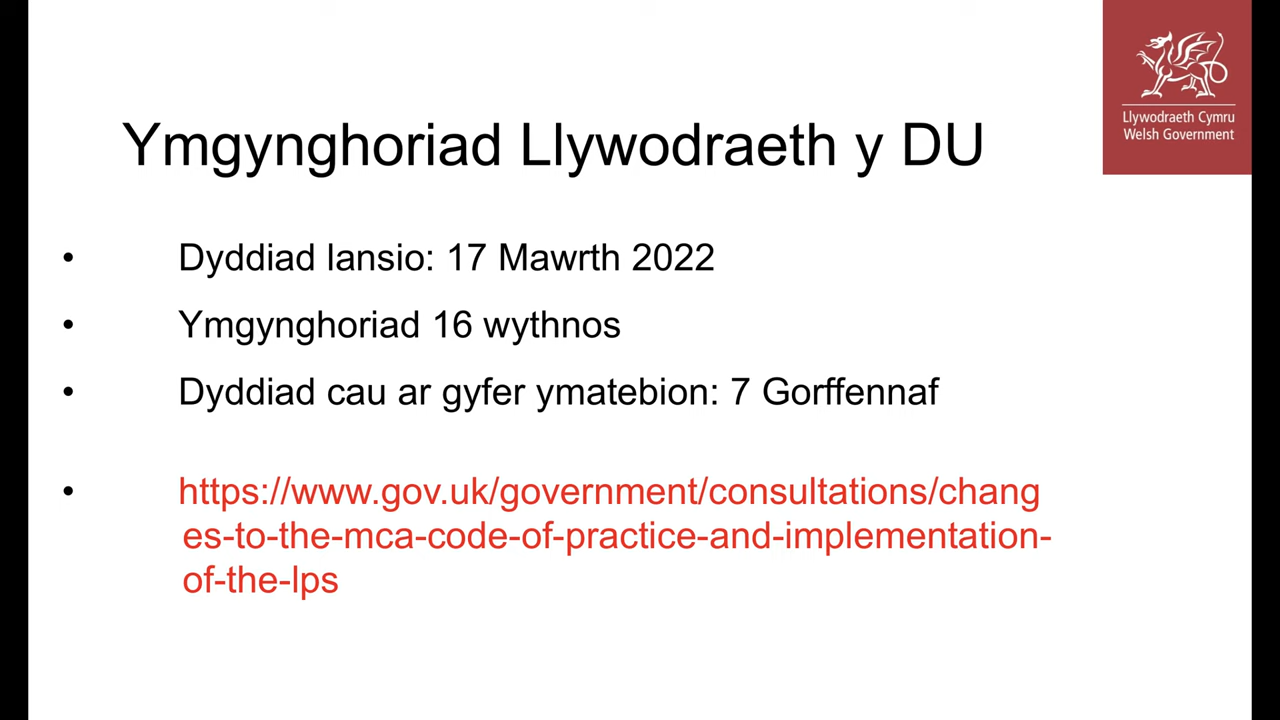 Llywodraeth Cymru
Welsh Government
Ymgynghoriad Llywodraeth y DU
• Dyddiad lansio: 17 Mawrth 2022
• Ymgynghoriad 16 wythnos
• Dyddiad cau ar gyfer ymatebion: 7 Gorffennaf
• https://www.gov.uk/government/consultations/chang
es-to-the-mca-code-of-practice-and-implementation-
of-the-lps